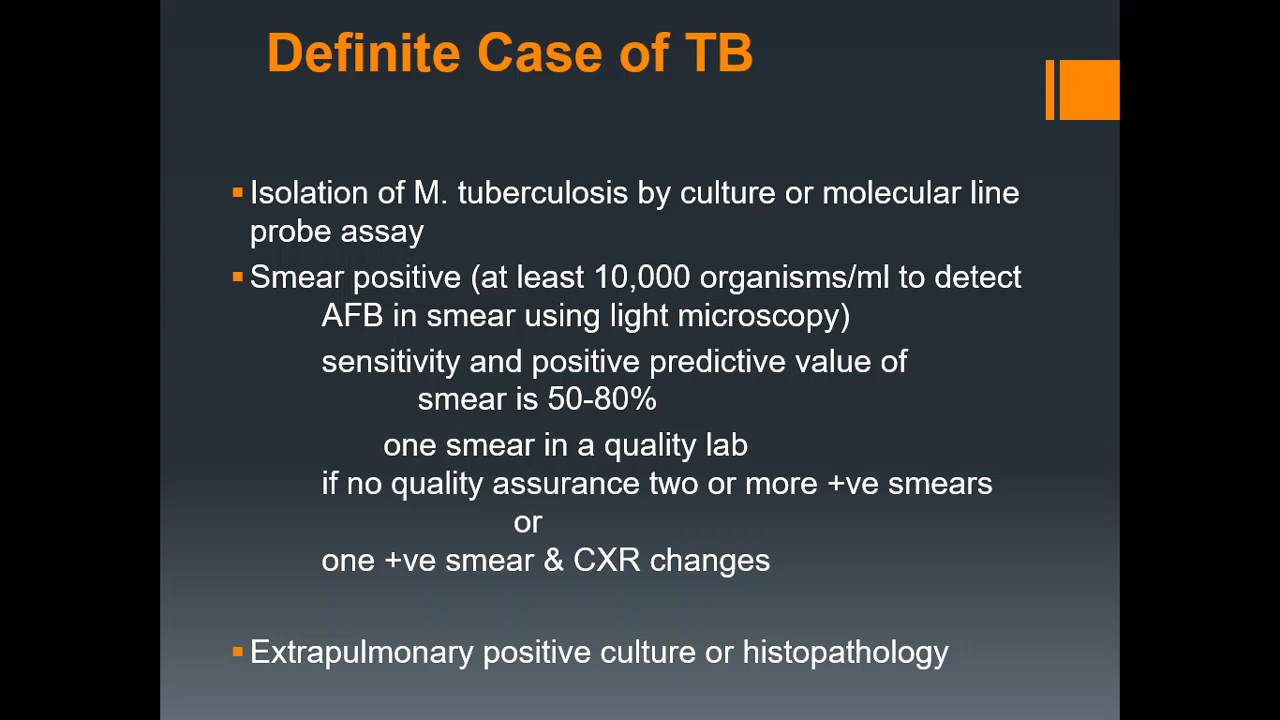 Definite Case of TB
Isolation of M. tuberculosis by culture or molecular line
probe assay
Smear positive (at least 10,000 organisms/ml to detect
AFB in smear using light microscopy)
sensitivity and positive predictive value of
smear is 50-80%
one smear in a quality lab
if no quality assurance two or more +ve smears
or
one +ve smear & CXR changes
Extrapulmonary positive culture or histopathology